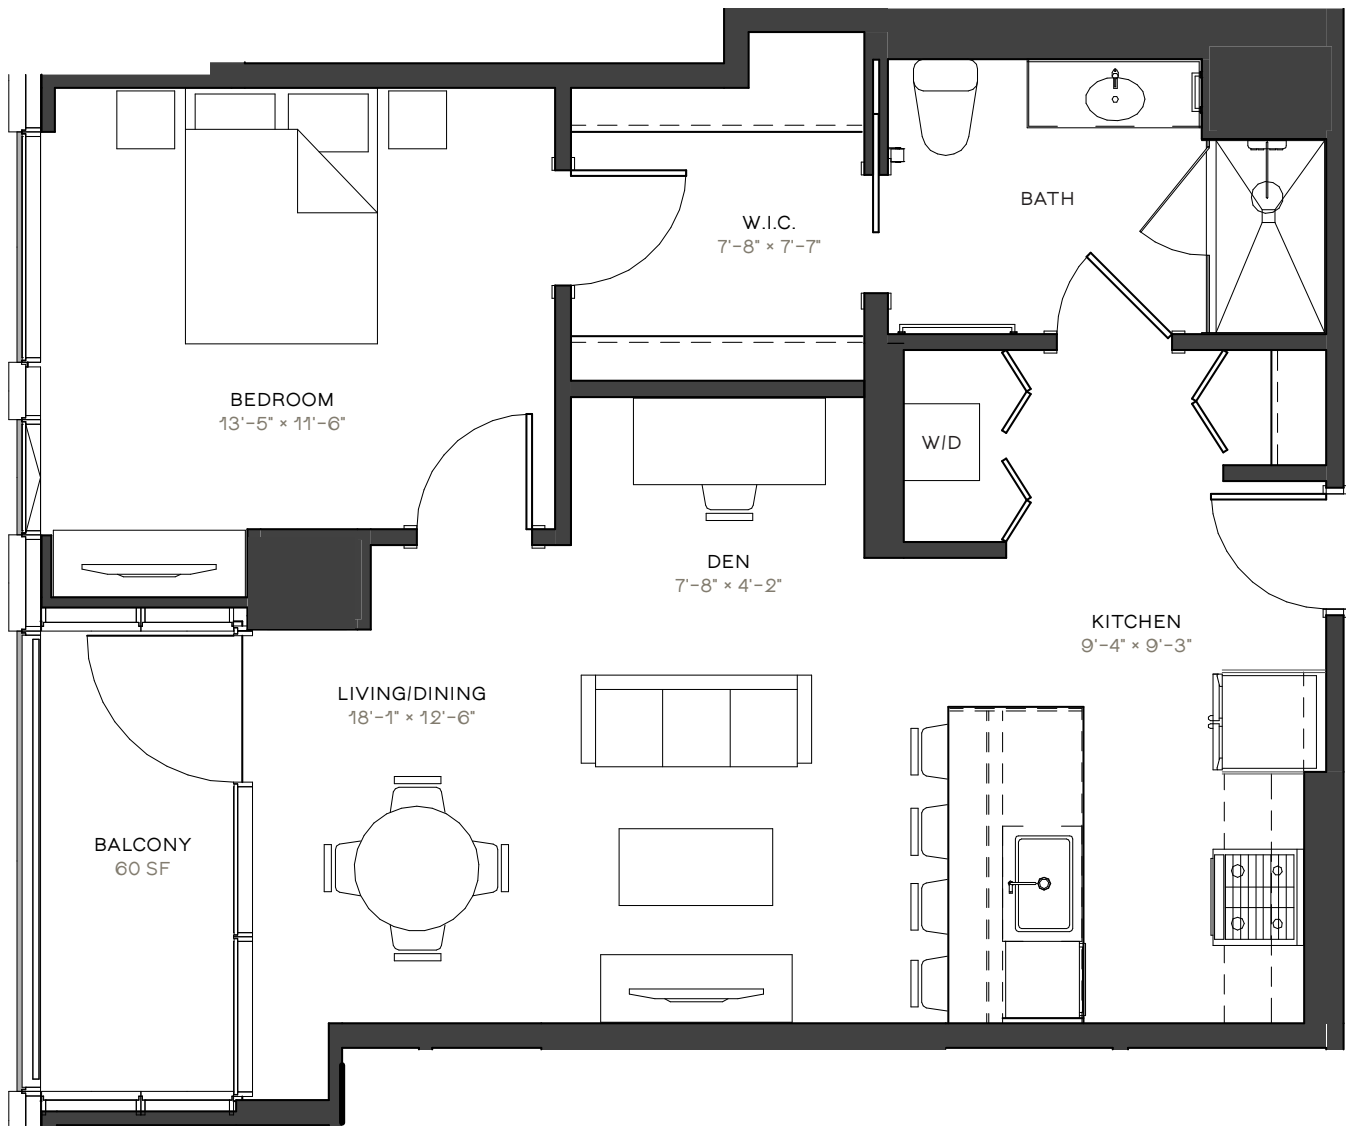 BATH
W.I.C.
7'-8" × 7'-7"
BEDROOM
13'-5" × 11'-6"
W/D
DEN
7'-8" × 4'-2"
KITCHEN
9'-4" × 9'-3"
LIVING/DINING
18'-1" × 12'-6"
BALCONY
60 SF